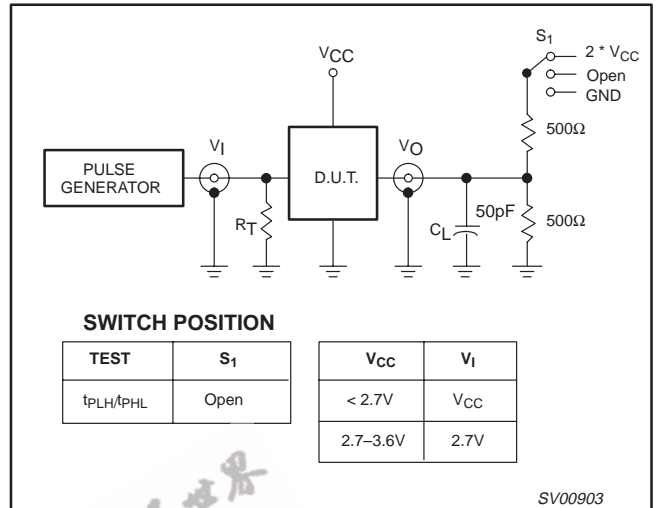 S1
2 * VCC
Open
GND
VCC
500Ω
VI
VO
PULSE
GENERATOR
D.U.T.
RT
50pF
CL
500Ω
SWITCH POSITION
TEST S1
tPLH/tPHL Open
VCC VI
< 2.7V VCC
2.7–3.6V 2.7V
界
SV00903